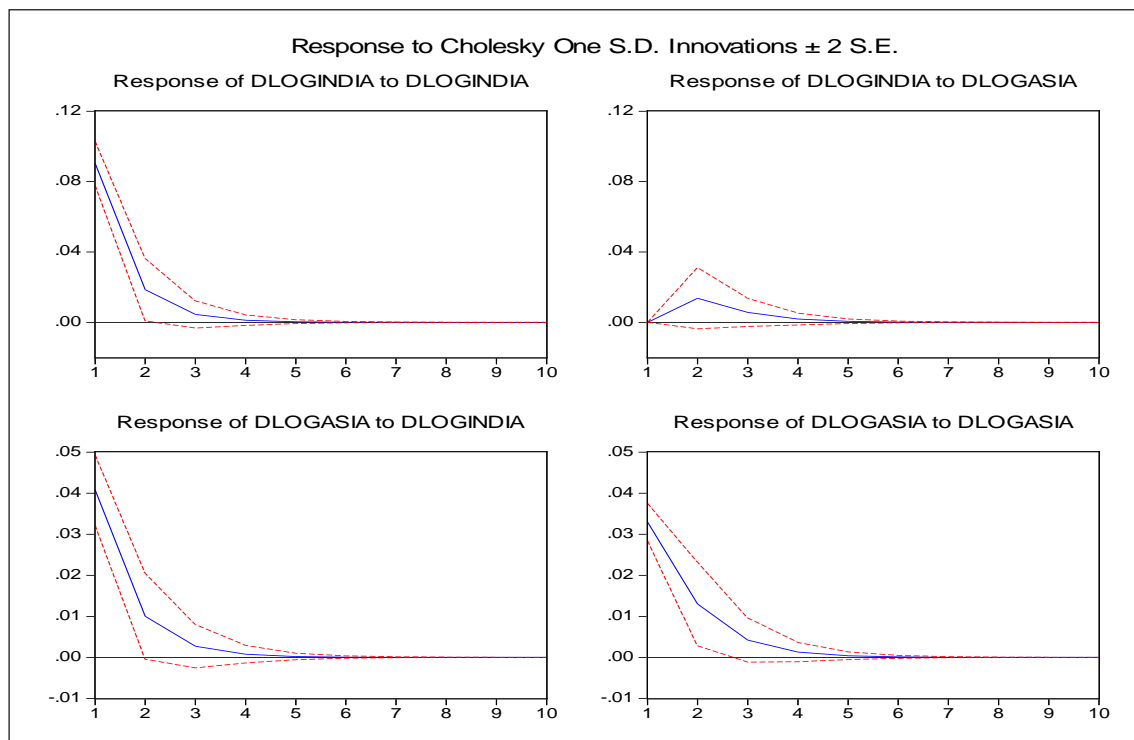 Response to Cholesky One S.D. Innovations ± 2 S.E.
Response of DLOGINDIA to DLOGINDIA
.12
.08
.04
.00
1 2 3 4 5 6 7 8 9 10
Response of DLOGINDIA to DLOGASIA
.12
.08
.04
.00
1 2 3 4 5 6 7 8 9 10
Response of DLOGASIA to DLOGINDIA
.05
.04
.03
.02
.01
.00
-.01
1 2 3 4 5 6 7 8 9 10
Response of DLOGASIA to DLOGASIA
.05
.04
.03
.02
.01
.00
-.01
1 2 3 4 5 6 7 8 9 10